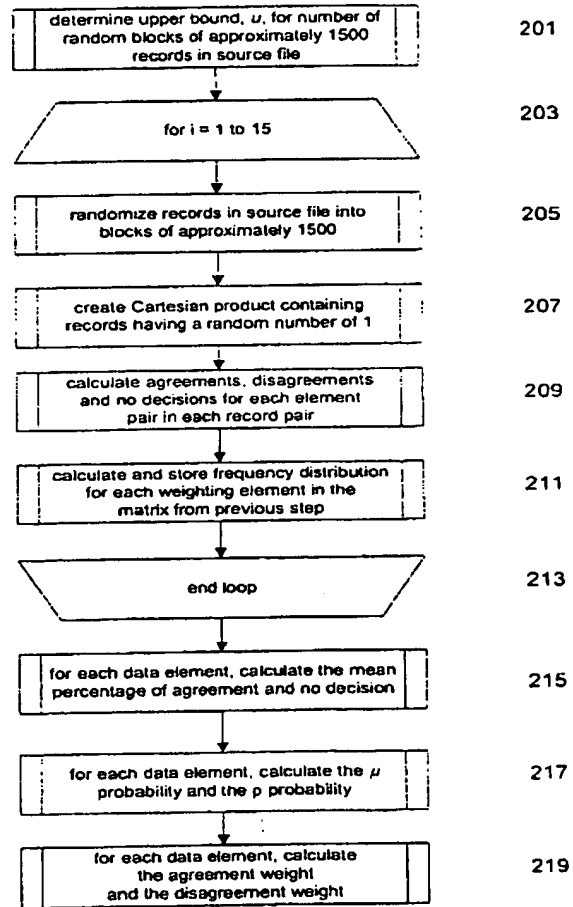 determine upper bound, u, for number of
random blocks of approximately 1500
records in source file
201
for i = 1 to 15
203
randomize records in source file into
blocks of approximately 1500
205
create Cartesian product containing
records having a random number of 1
207
calculate agreements, disagreements
and no decisions for each element
pair in each record pair
209
calculate and store frequency distribution
for each weighting element in the
matrix from previous step
211
end loop
213
for each data element, calculate the mean
percentage of agreement and no decision
215
for each data element, calculate the μ
probability and the p probability
217
for each data element, calculate
the agreement weight
and the disagreement weight
219